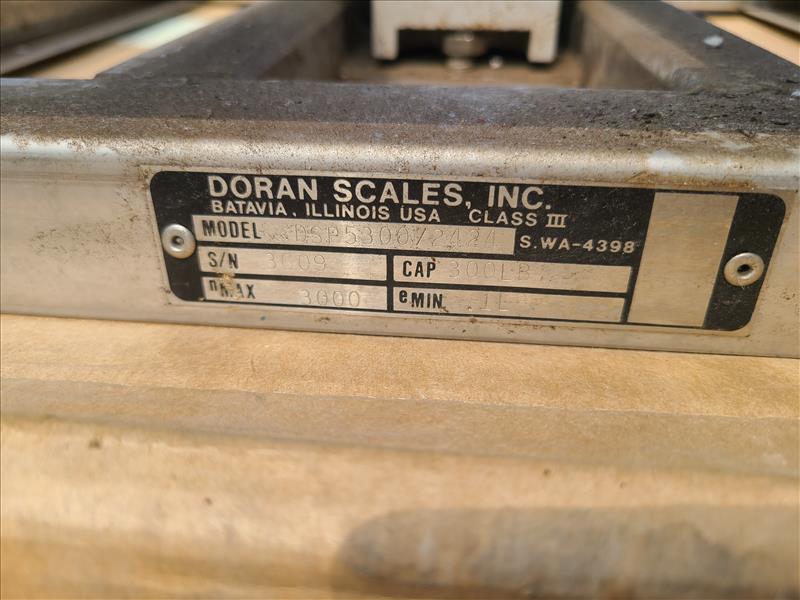 DORAN SCALES, INC.
BATAVIA, ILLINOIS USA CLASS III
MODEL DSP5300/2424 S.WA-4398
S/N CAP 300LB
nMAX 3000 eMIN